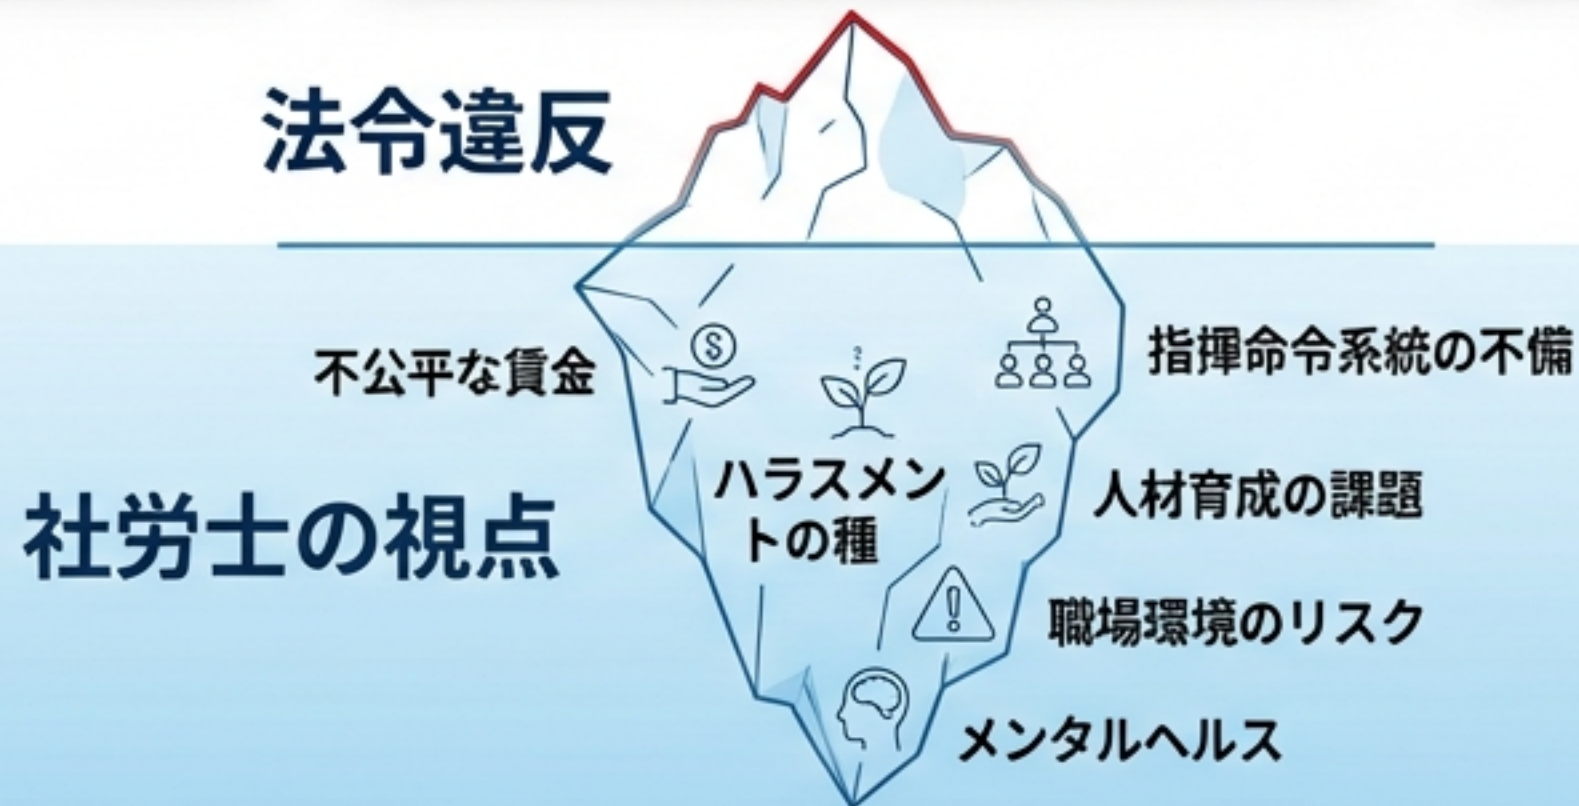 法令違反
不公平な賃金
指揮命令系統の不備
社労士の視点
ハラスメン
トの種
人材育成の課題
職場環境のリスク
メンタルヘルス